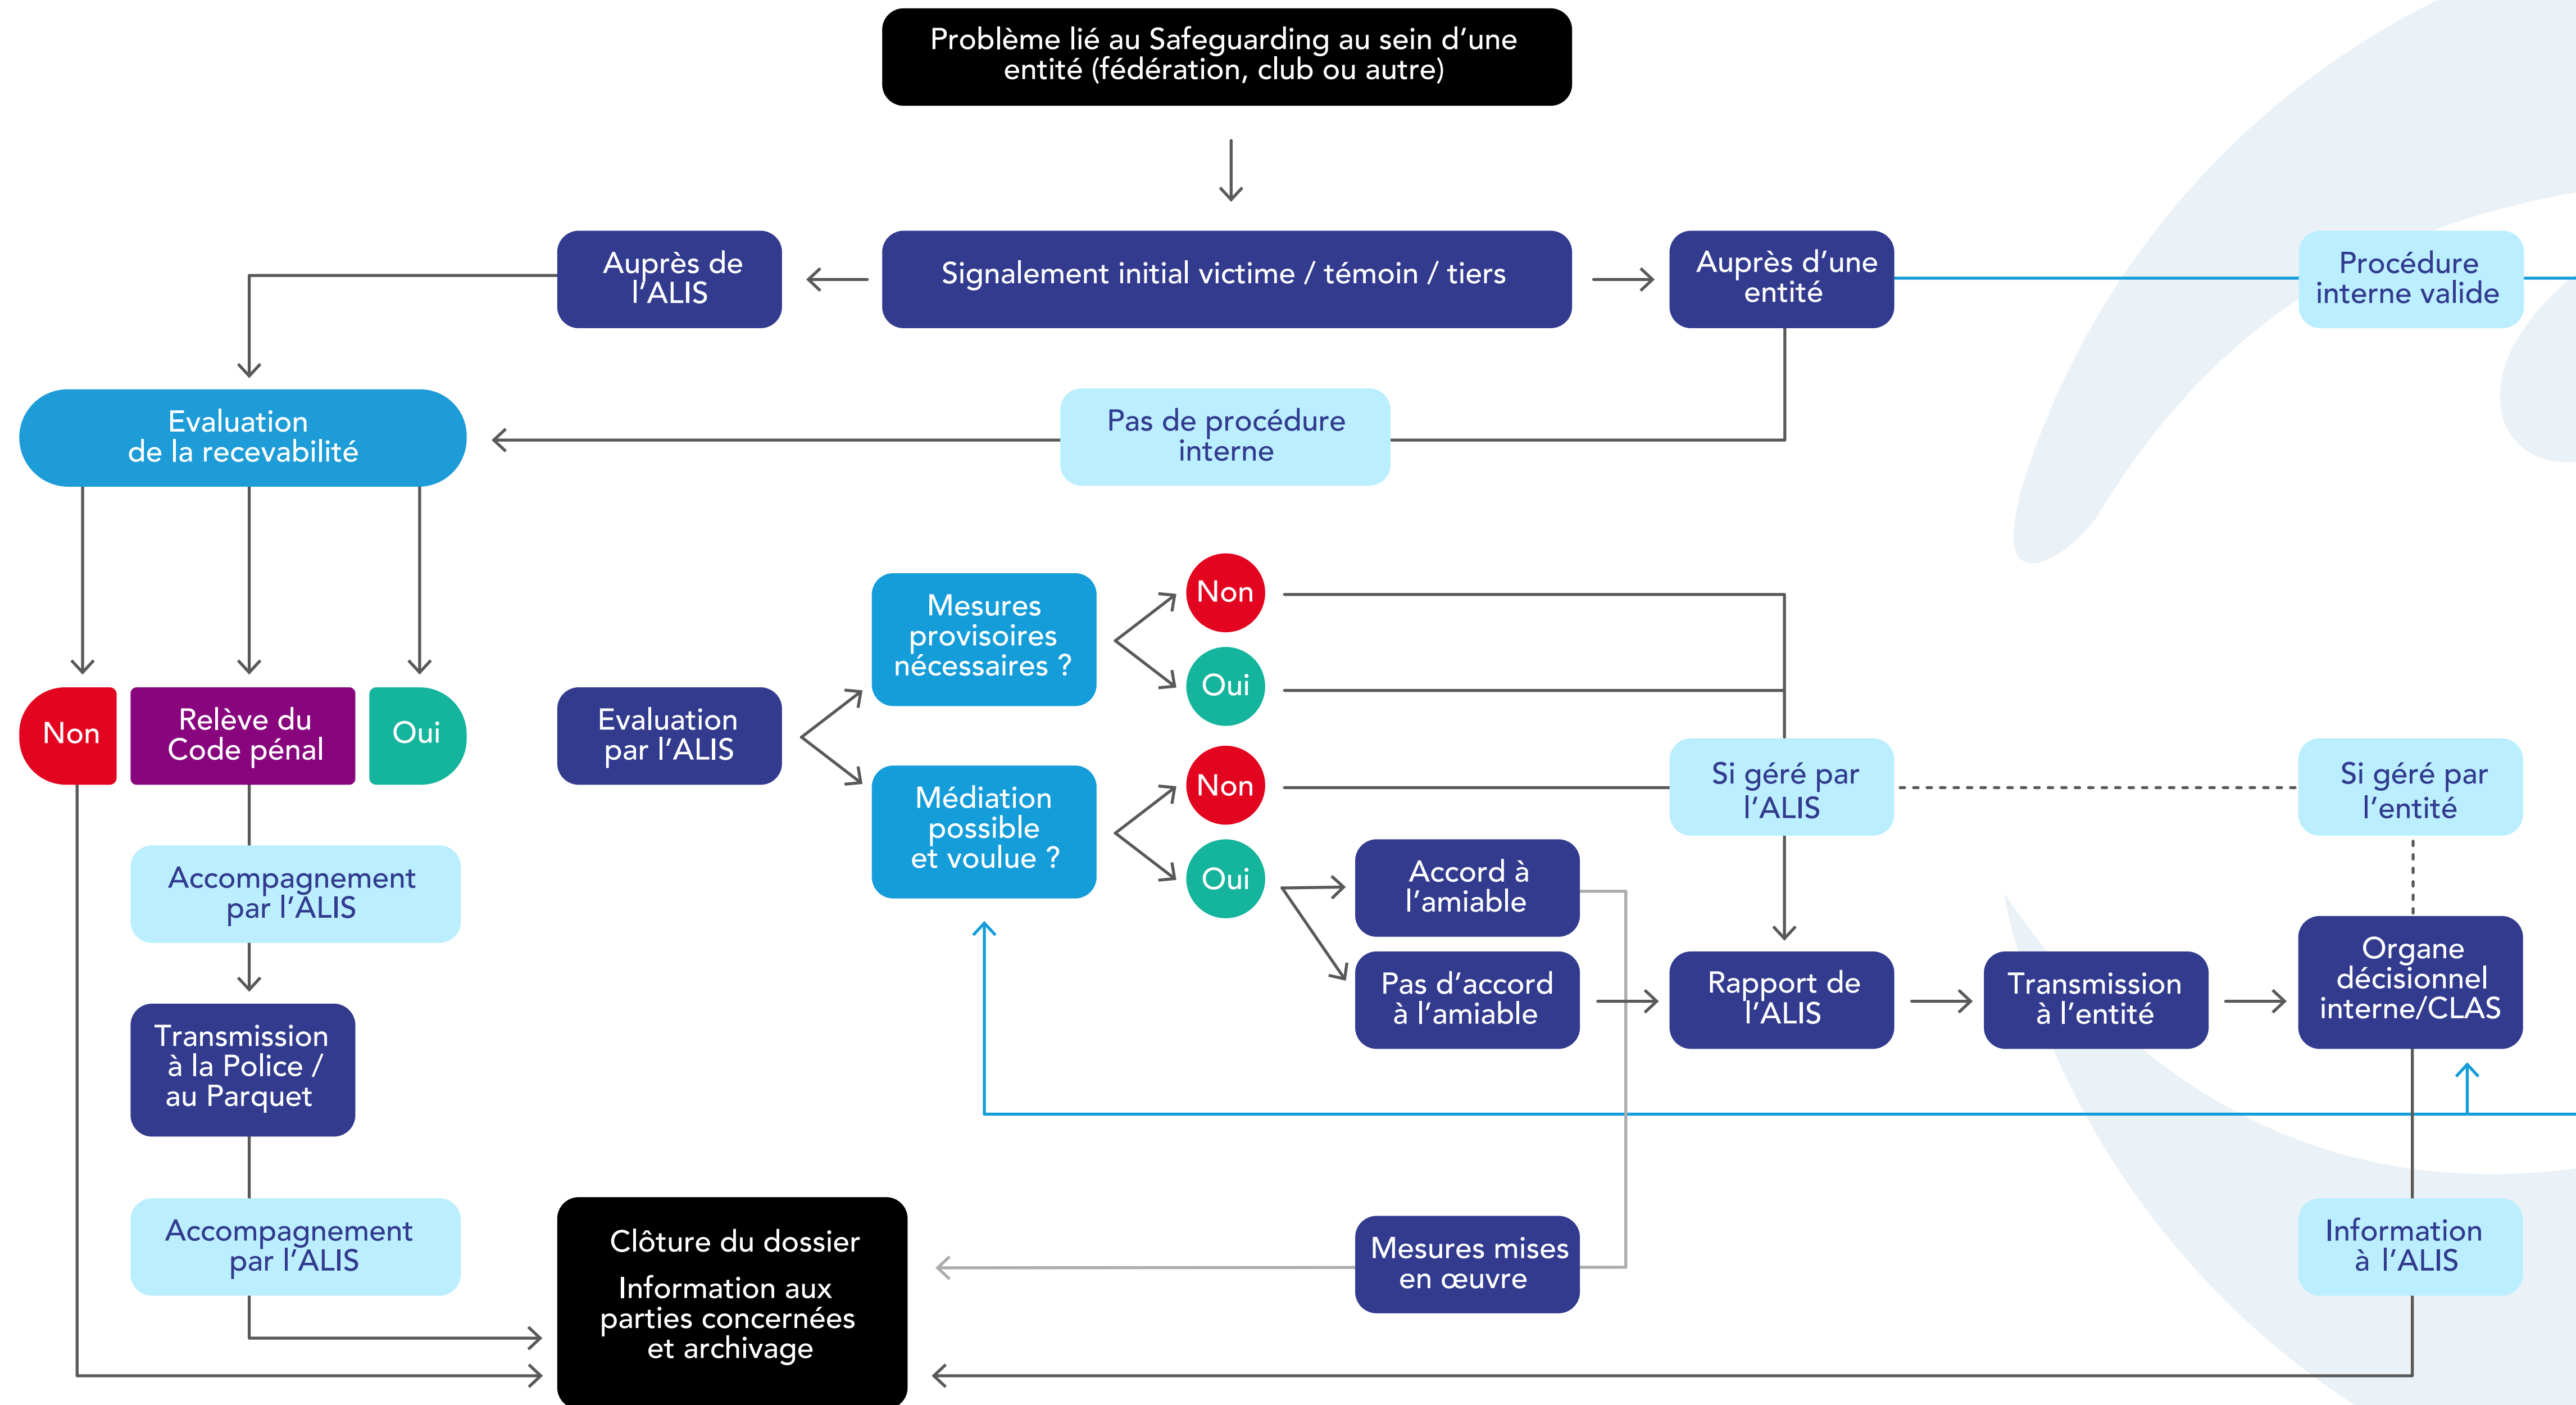 Problème lié au Safeguarding au sein d’une
entité (fédération, club ou autre)
Auprès de
l’ALIS
Signalement initial victime / témoin / tiers
Auprès d’une
entité
Procédure
interne valide
Evaluation
de la recevabilité
Pas de procédure
interne
Non
Relève du
Code pénal
Oui
Evaluation
par l’ALIS
Mesures
provisoires
nécessaires ?
Non
Oui
Médiation
possible
et voulue ?
Non
Oui
Si géré par
l’ALIS
Si géré par
l’entité
Accompagnement
par l’ALIS
Accord à
l’amiable
Pas d’accord
à l’amiable
Rapport de
l’ALIS
Transmission
à l’entité
Organe
décisionnel
interne/CLAS
Transmission
à la Police /
au Parquet
Accompagnement
par l’ALIS
Clôture du dossier
Information aux
parties concernées
et archivage
Mesures mises
en œuvre
Information
à l’ALIS